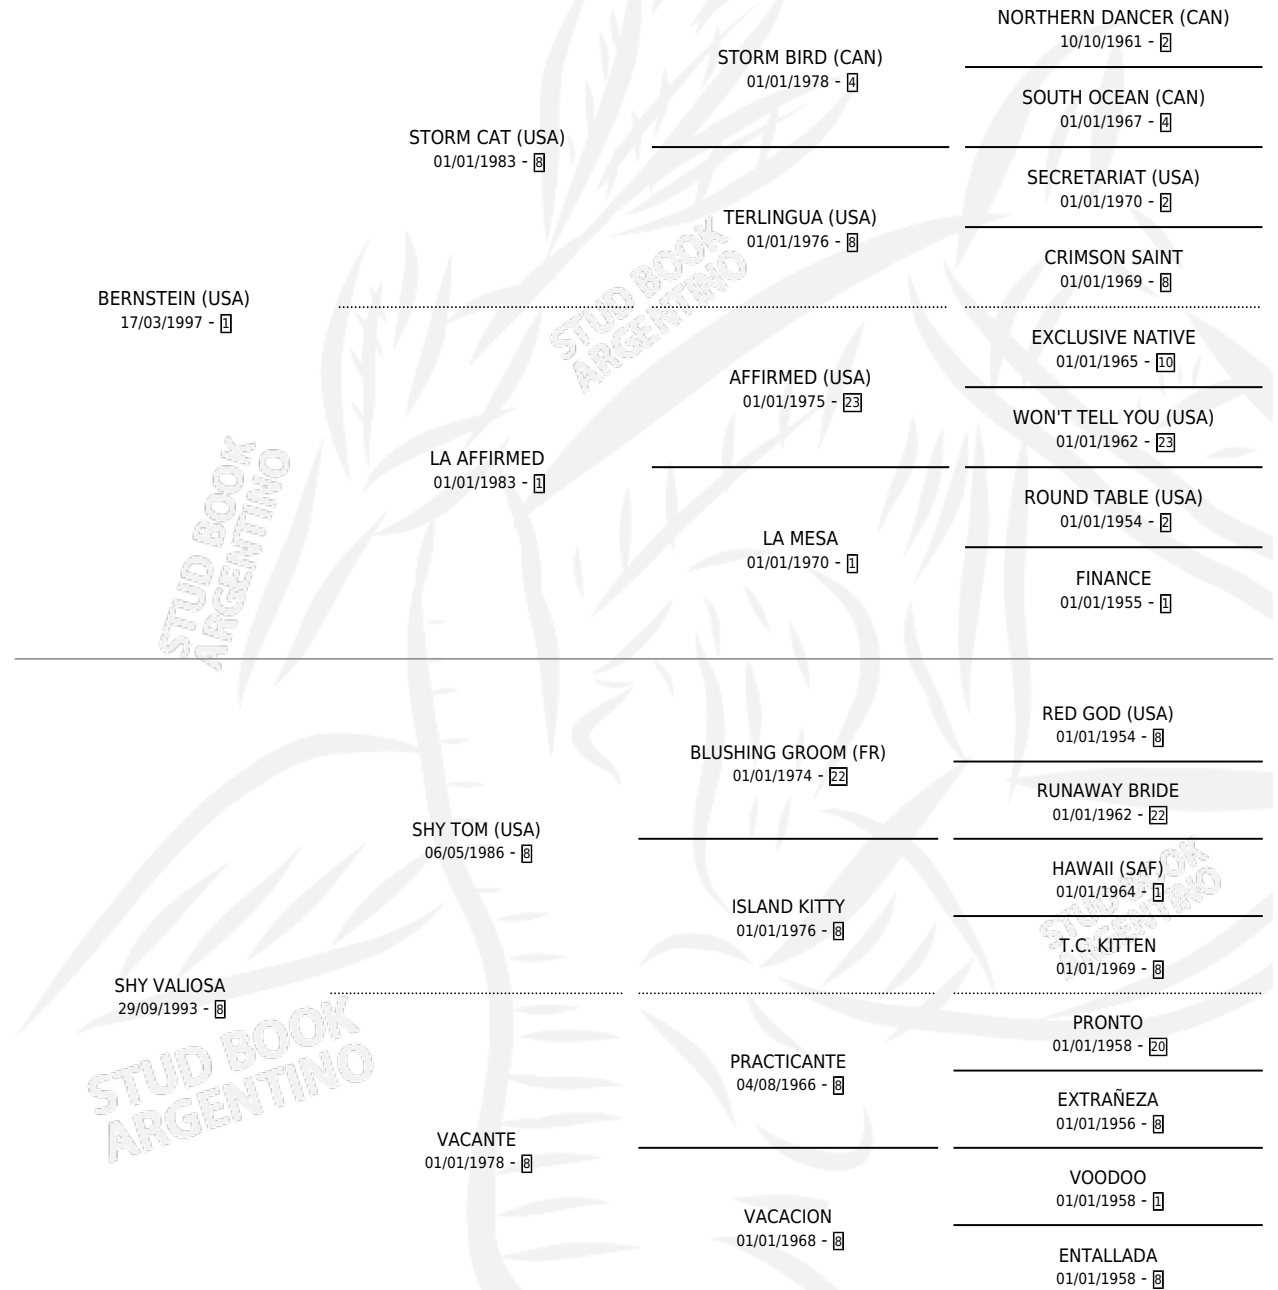 NORTHERN DANCER (CAN)
10/10/1961 - 2
STORM BIRD (CAN)
01/01/1978 - 4
SOUTH OCEAN (CAN)
01/01/1967 - 4
STORM CAT (USA)
01/01/1983 - 8
SECRETARIAT (USA)
01/01/1970 - 2
TERLINGUA (USA)
01/01/1976 - 8
CRIMSON SAINT
01/01/1969 - 8
BERNSTEIN (USA)
17/03/1997 - 1
EXCLUSIVE NATIVE
01/01/1965 - 10
AFFIRMED (USA)
01/01/1975 - 23
WON'T TELL YOU (USA)
01/01/1962 - 23
LA AFFIRMED
01/01/1983 - 1
ROUND TABLE (USA)
01/01/1954 - 2
LA MESA
01/01/1970 - 1
FINANCE
01/01/1955 - 1
STUD BOOK
ARGENTINO
STUD BOOK
ARGENTINO
RED GOD (USA)
01/01/1954 - 8
BLUSHING GROOM (FR)
01/01/1974 - 22
RUNAWAY BRIDE
01/01/1962 - 22
SHY TOM (USA)
06/05/1986 - 8
HAWAII (SAF)
01/01/1964 - 1
ISLAND KITTY
01/01/1976 - 8
T.C. KITTEN
01/01/1969 - 8
SHY VALIOSA
29/09/1993 - 8
PRONTO
01/01/1958 - 20
PRACTICANTE
04/08/1966 - 8
EXTRAÑEZA
01/01/1956 - 8
VACANTE
01/01/1978 - 8
VOODOO
01/01/1958 - 1
VACACION
01/01/1968 - 8
ENTALLADA
01/01/1958 - 8
STUD BOOK
ARGENTINO
STUD BOOK
ARGENTINO